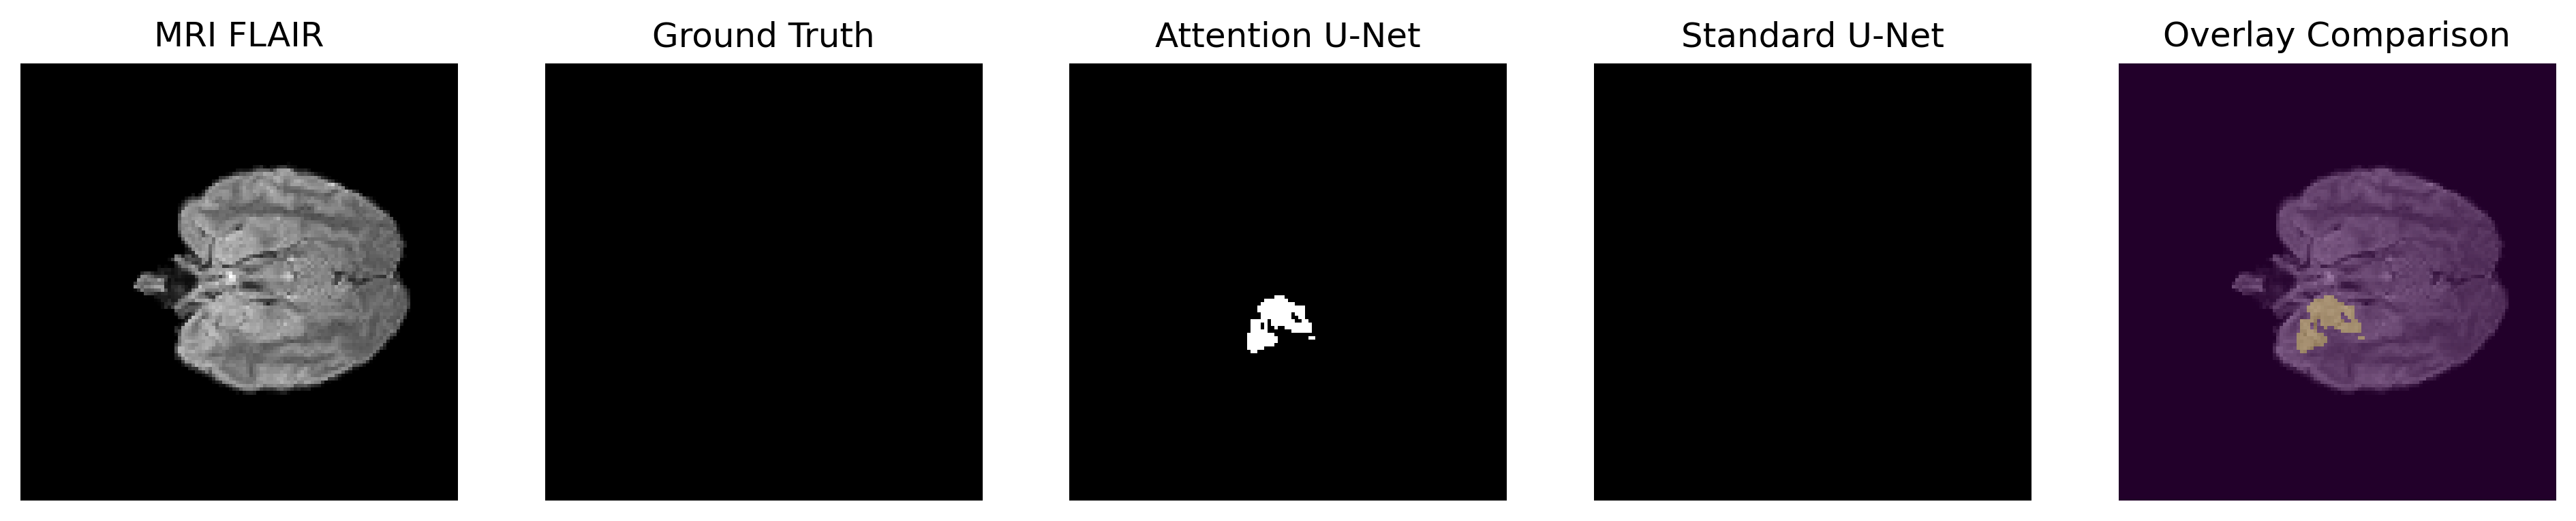 MRI FLAIR
Ground Truth
Attention U-Net
Standard U-Net
Overlay Comparison